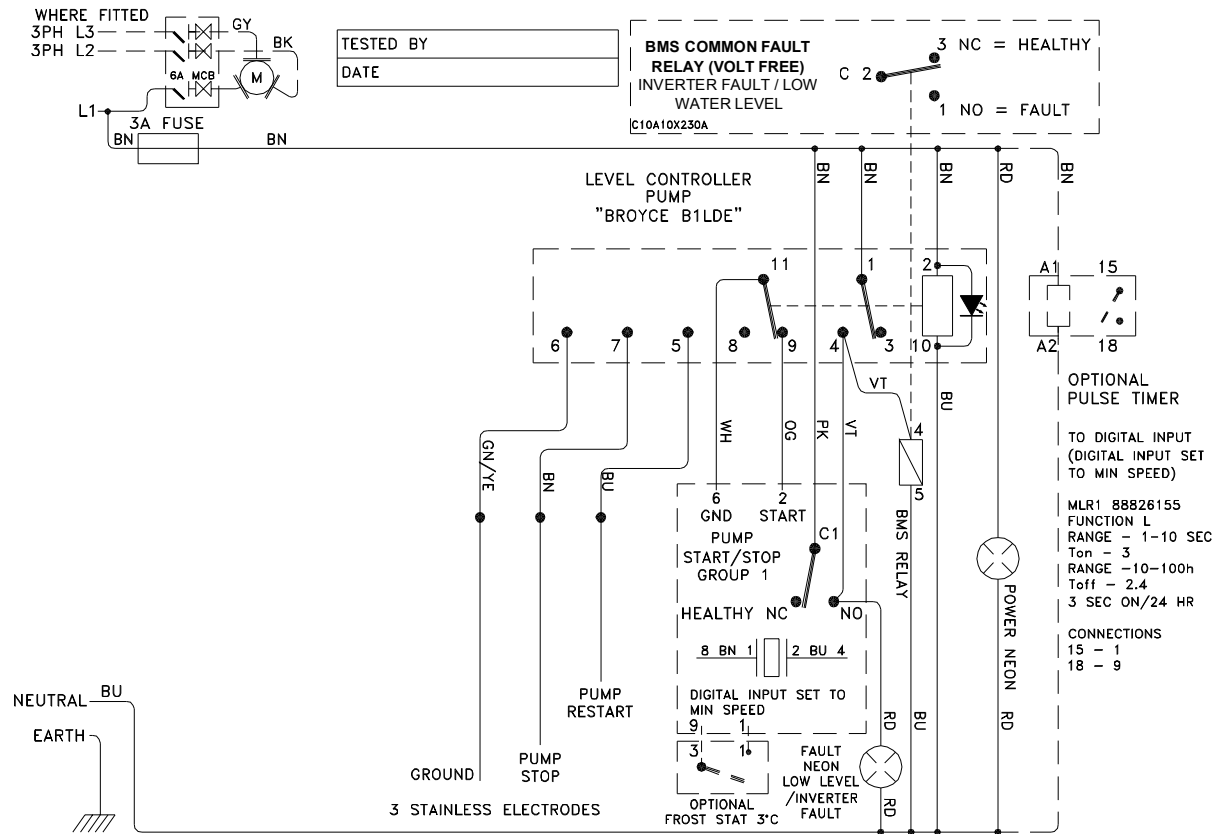 WHERE FITTED
3PH L3
3PH L2
GY
BK
6A MCB
M
L1
3A FUSE
BN
BN
TESTED BY
DATE
BMS COMMON FAULT
RELAY (VOLT FREE)
INVERTER FAULT / LOW
WATER LEVEL
C10A10X230A
3 NC = HEALTHY
C 2
1 NO = FAULT
BN
BN
BN
RD
BN
LEVEL CONTROLLER
PUMP
"BROYCE B1LDE"
11
1
2
6
7
5
8
9
4
3
10
A1
15
A2
18
OPTIONAL
PULSE TIMER
TO DIGITAL INPUT
(DIGITAL INPUT SET
TO MIN SPEED)
MLR1 88826155
FUNCTION L
RANGE - 1-10 SEC
Ton - 3
RANGE -10-100h
Toff - 2.4
3 SEC ON/24 HR
CONNECTIONS
15 - 1
18 - 9
VT
BU
GN/YE
BN
BU
WH
OG
PK
VT
4
5
BMS RELAY
6
2
GND
START
PUMP
START/STOP
GROUP 1
C1
HEALTHY NC
NO
8 BN 1
2 BU 4
DIGITAL INPUT SET TO
MIN SPEED
9
1
3
1
OPTIONAL
FROST STAT 3°C
RD
BU
POWER NEON
RD
FAULT
NEON
LOW LEVEL
/INVERTER
FAULT
RD
PUMP
RESTART
PUMP
STOP
GROUND
3 STAINLESS ELECTRODES
NEUTRAL
BU
EARTH